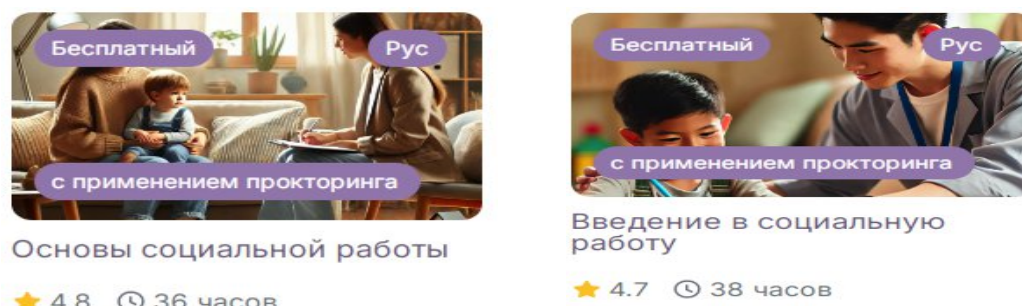 Бесплатный
Рус
с применением прокторинга
Основы социальной работы
4.8 36 часов
Бесплатный
Рус
с применением прокторинга
Введение в социальную
работу
4.7 38 часов